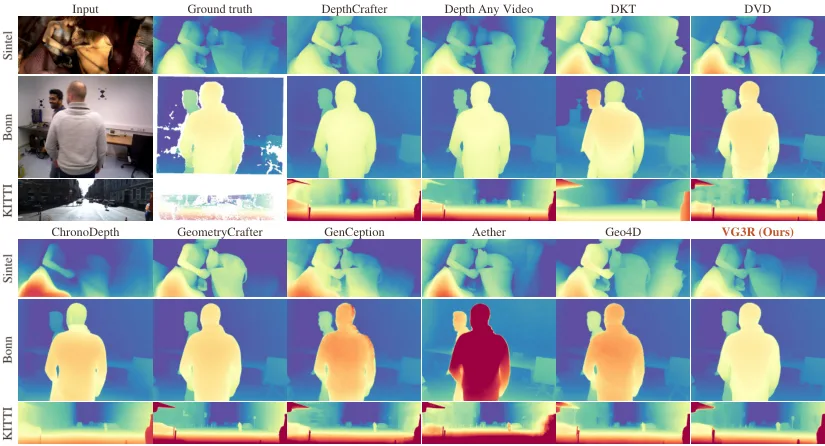 Input Ground truth DepthCrafter Depth Any Video DKT DVD
Sintel
Bonn
KITTI
ChronoDepth GeometryCrafter GenCeption Aether Geo4D VG3R (Ours)
Sintel
Bonn
KITTI